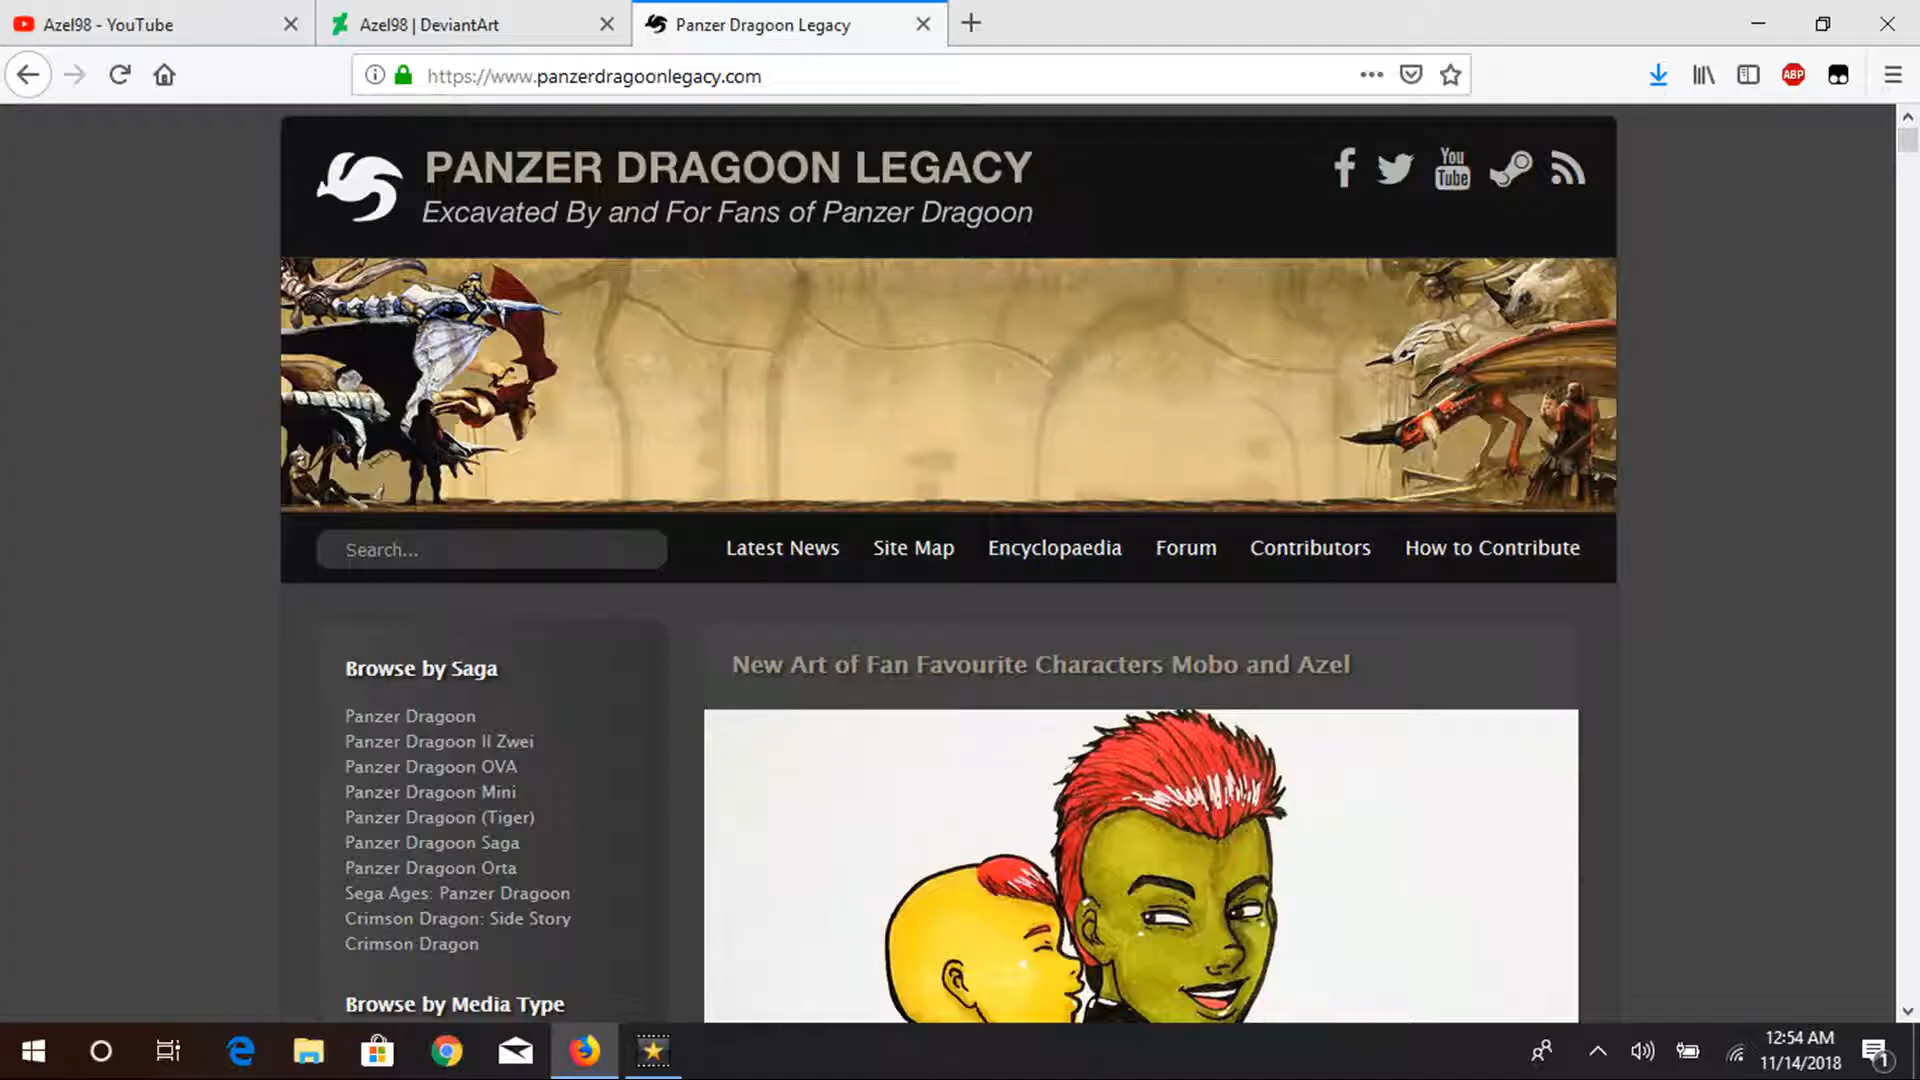 Azel98 - YouTube
Azel98 | DeviantArt
Panzer Dragoon Legacy
https://www.panzerdragoonlegacy.com
ABP
PANZER DRAGOON LEGACY
Excavated By and For Fans of Panzer Dragoon
You
Tube
Search...
Latest News
Site Map
Encyclopaedia
Forum
Contributors
How to Contribute
Browse by Saga
Panzer Dragoon
Panzer Dragoon II Zwei
Panzer Dragoon OVA
Panzer Dragoon Mini
Panzer Dragoon (Tiger)
Panzer Dragoon Saga
Panzer Dragoon Orta
Sega Ages: Panzer Dragoon
Crimson Dragon: Side Story
Crimson Dragon
Browse by Media Type
New Art of Fan Favourite Characters Mobo and Azel
12:54 AM
11/14/2018
1